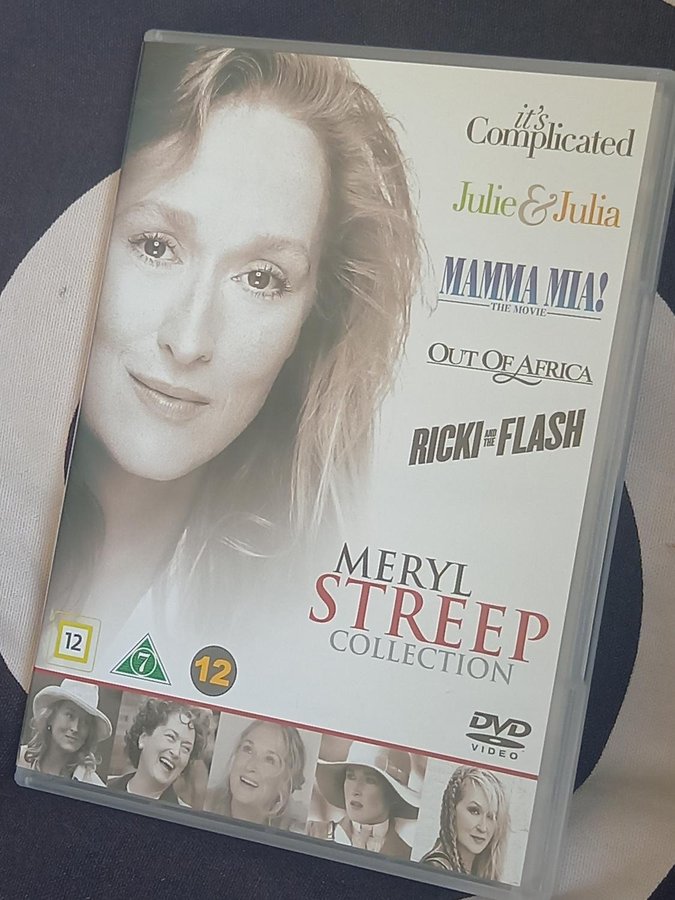 it's
Complicated
Julie & Julia
MAMMA MIA!
THE MOVIE
OUT OF AFRICA
RICKI AND THE FLASH
MERYL
STREEP
COLLECTION
12
7
12
DVD
VIDEO